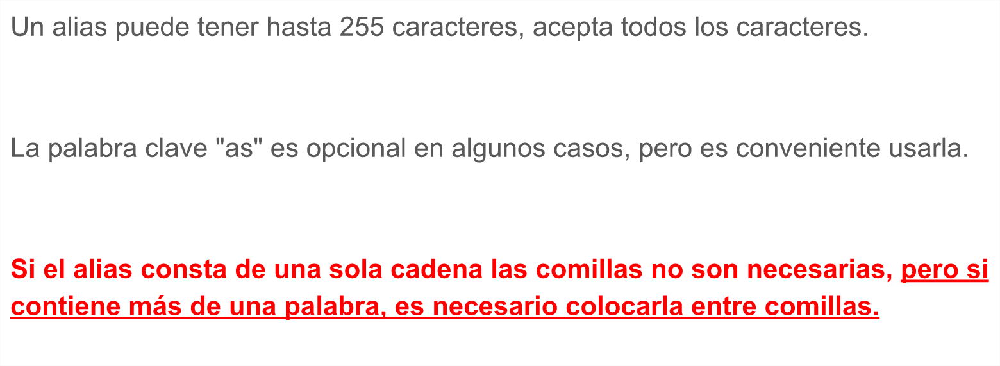 Un alias puede tener hasta 255 caracteres, acepta todos los caracteres.
La palabra clave "as" es opcional en algunos casos, pero es conveniente usarla.
Si el alias consta de una sola cadena las comillas no son necesarias, pero si
contiene más de una palabra, es necesario colocarla entre comillas.